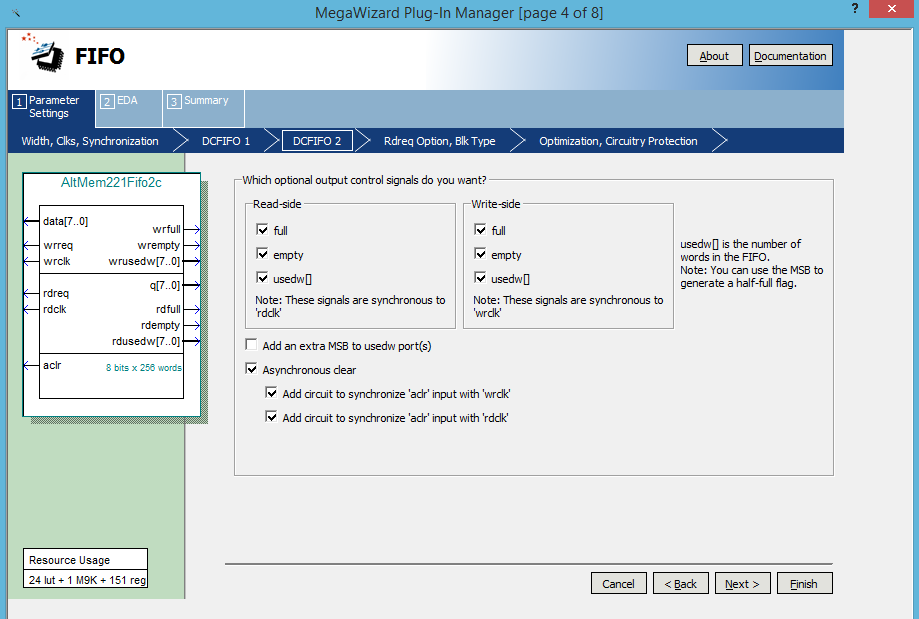 MegaWizard Plug-In Manager [page 4 of 8]
?
FIFO
About
Documentation
1 Parameter Settings
2 EDA
3 Summary
Width, Clks, Synchronization
DCFIFO 1
DCFIFO 2
Rdreq Option, Blk Type
Optimization, Circuitry Protection
AltMem221Fifo2c
data[7..0]
wrreq
wrclk
wrfull
wrempty
wrusedw[7..0]
rdreq
rdclk
q[7..0]
rdfull
rdempty
rdusedw[7..0]
aclr
8 bits x 256 words
Resource Usage
24 lut + 1 M9K + 151 reg
Which optional output control signals do you want?
Read-side
full
empty
usedw[]
Note: These signals are synchronous to
'rdclk'
Write-side
full
empty
usedw[]
Note: These signals are synchronous to
'wrclk'
usedw[] is the number of
words in the FIFO.
Note: You can use the MSB to
generate a half-full flag.
Add an extra MSB to usedw port(s)
Asynchronous clear
Add circuit to synchronize 'aclr' input with 'wrclk'
Add circuit to synchronize 'aclr' input with 'rdclk'
Cancel
< Back
Next >
Finish